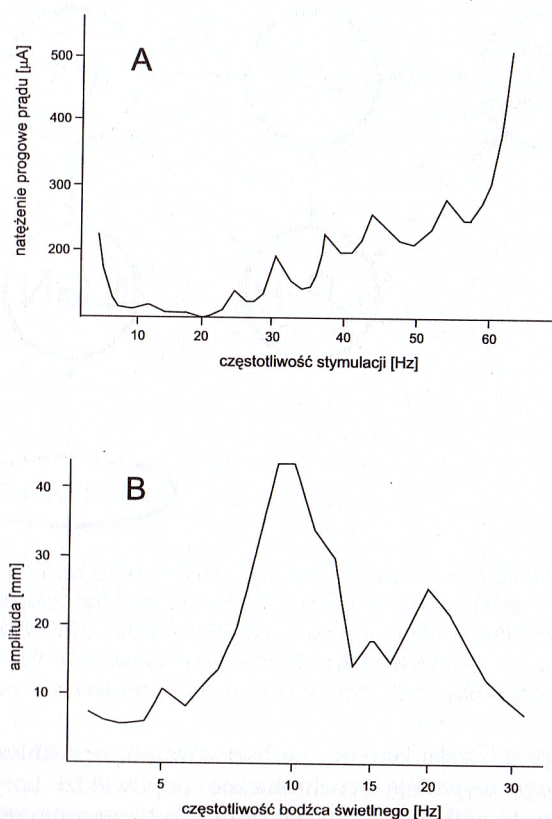 A
natężenie progowe prądu [µA]
500
400
300
200
10 20 30 40 50 60
częstotliwość stymulacji [Hz]
B
amplituda [mm]
40
30
20
10
5 10 15 20 30
częstotliwość bodźca świetlnego [Hz]